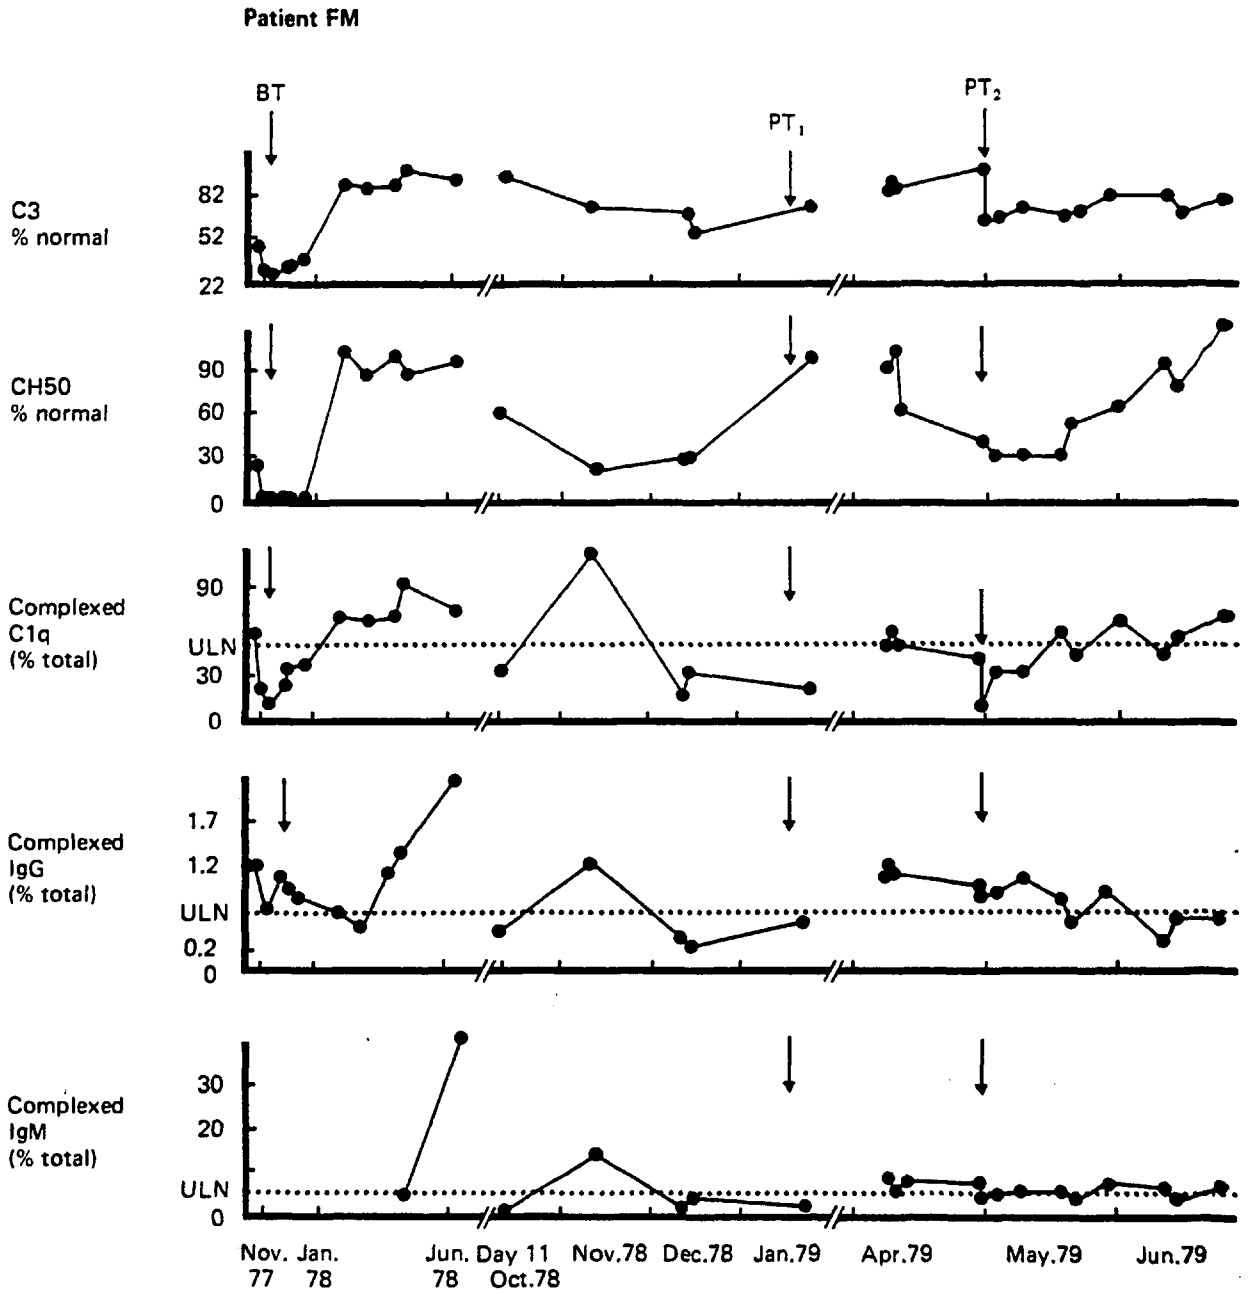 Patient FM
BT
PT₁
PT₂
C3
% normal
82
52
22
CH50
% normal
90
60
30
0
Complexed
C1q
(% total)
90
ULN
30
0
Complexed
IgG
(% total)
1.7
1.2
ULN
0.2
0
Complexed
IgM
(% total)
30
20
ULN
0
Nov. Jan. Jun. Day 11 Nov.78 Dec.78 Jan.79 Apr.79 May.79 Jun.79
77 78 78 Oct.78